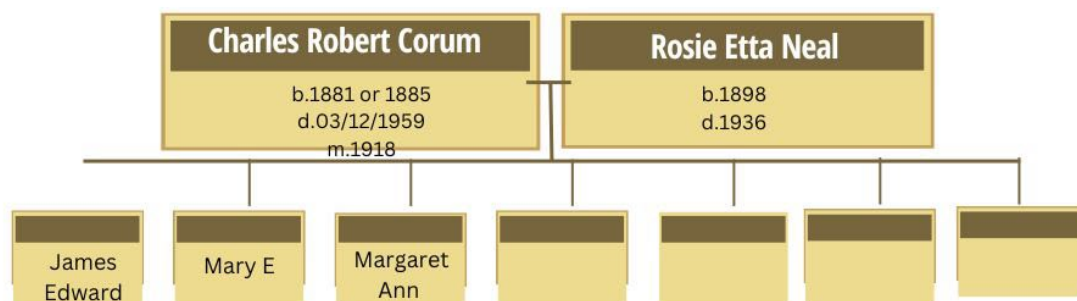 Charles Robert Corum
b.1881 or 1885
d.03/12/1959
m.1918
Rosie Etta Neal
b.1898
d.1936
James
Edward
Mary E
Margaret
Ann